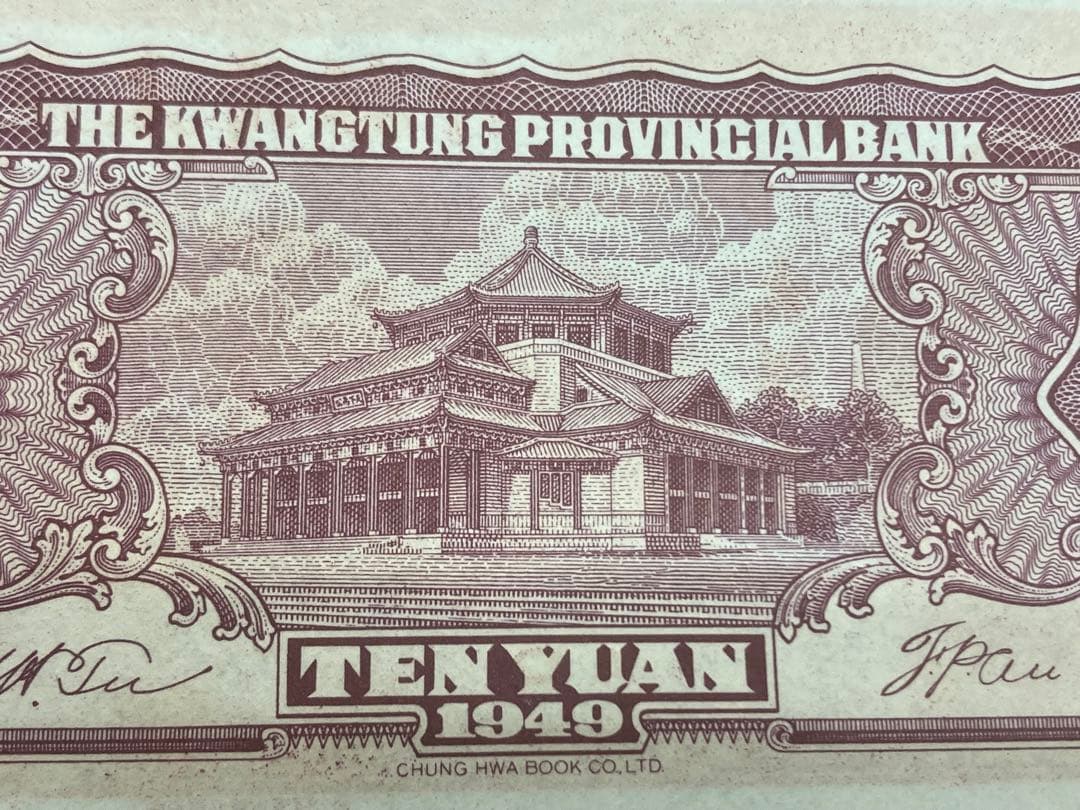 THE KWANGTUNG PROVINCIAL BANK
TEN YUAN
1949
CHUNG HWA BOOK CO., LTD.